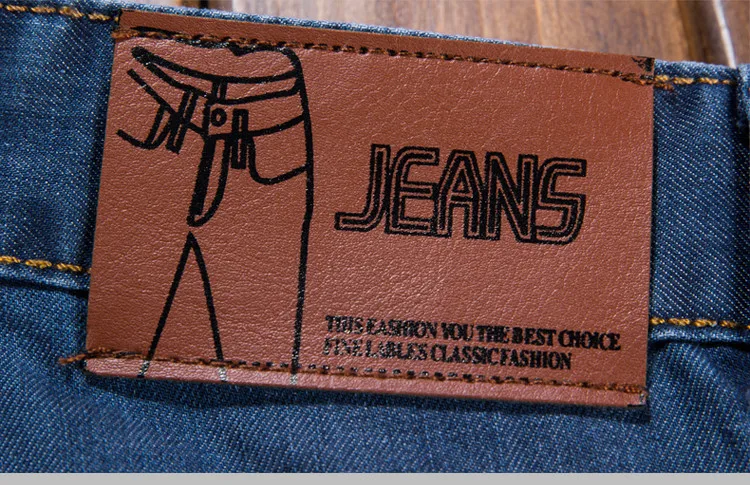 JEANS
THIS FASHION YOU THE BEST CHOICE
FINE LABLE'S CLASSIC FASHION